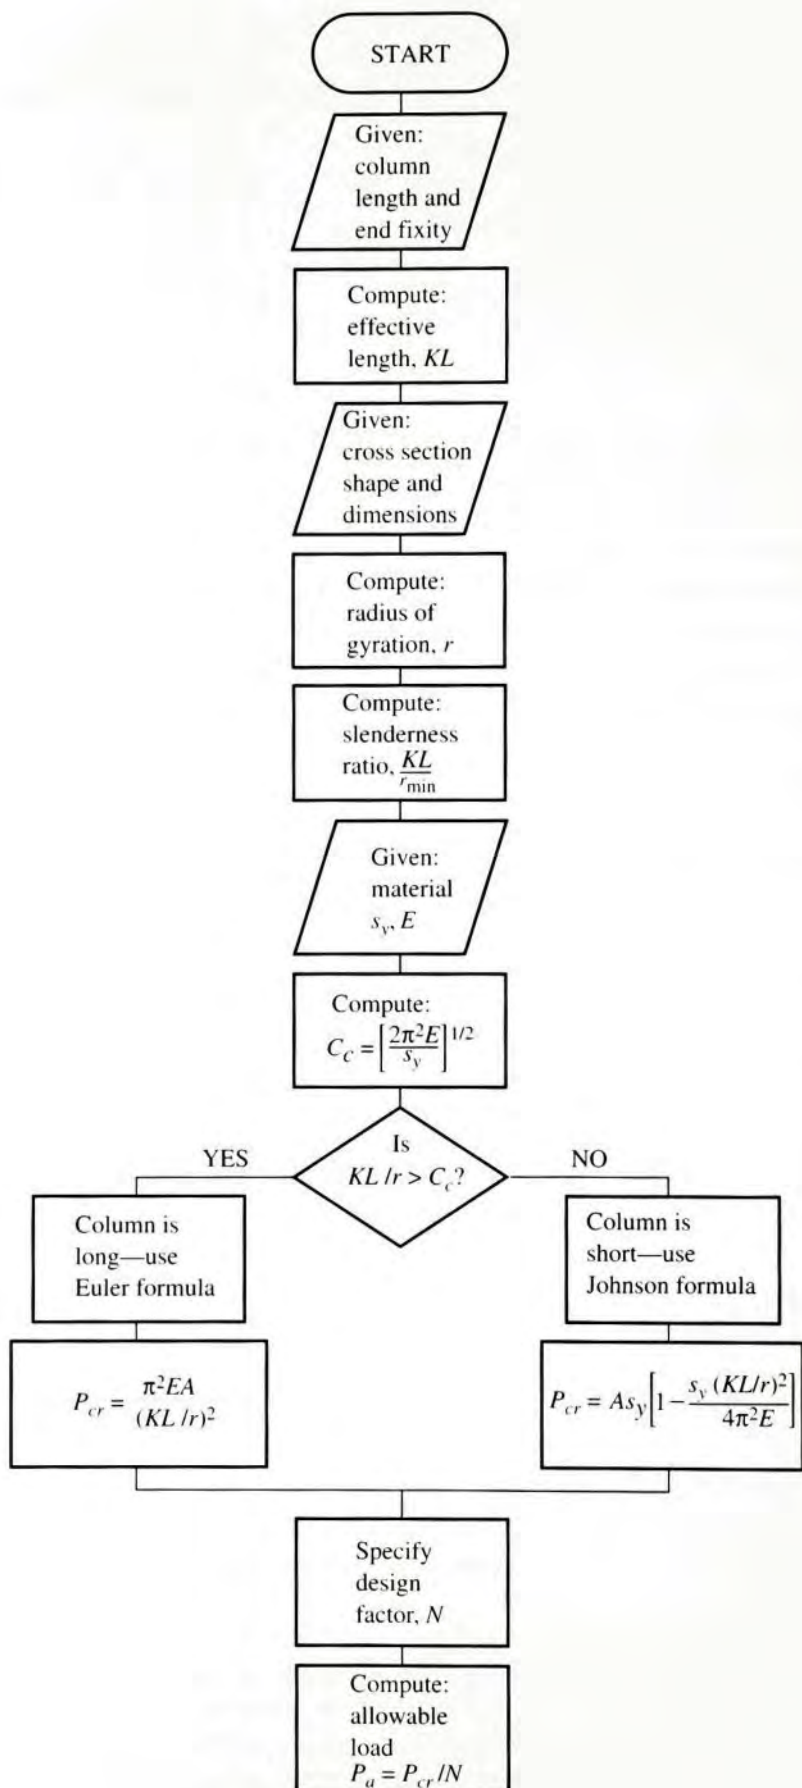 START
Given:
column
length and
end fixity
Compute:
effective
length, KL
Given:
cross section
shape and
dimensions
Compute:
radius of
gyration, r
Compute:
slenderness
ratio, KL/r_min
Given:
material
s_y, E
Compute:
C_c = [2π²E/s_y]^1/2
Is
KL/r > C_c?
YES
NO
Column is
long—use
Euler formula
P_cr = π²EA/(KL/r)²
Column is
short—use
Johnson formula
P_cr = As_y[1 − s_y(KL/r)²/4π²E]
Specify
design
factor, N
Compute:
allowable
load
P_a = P_cr/N